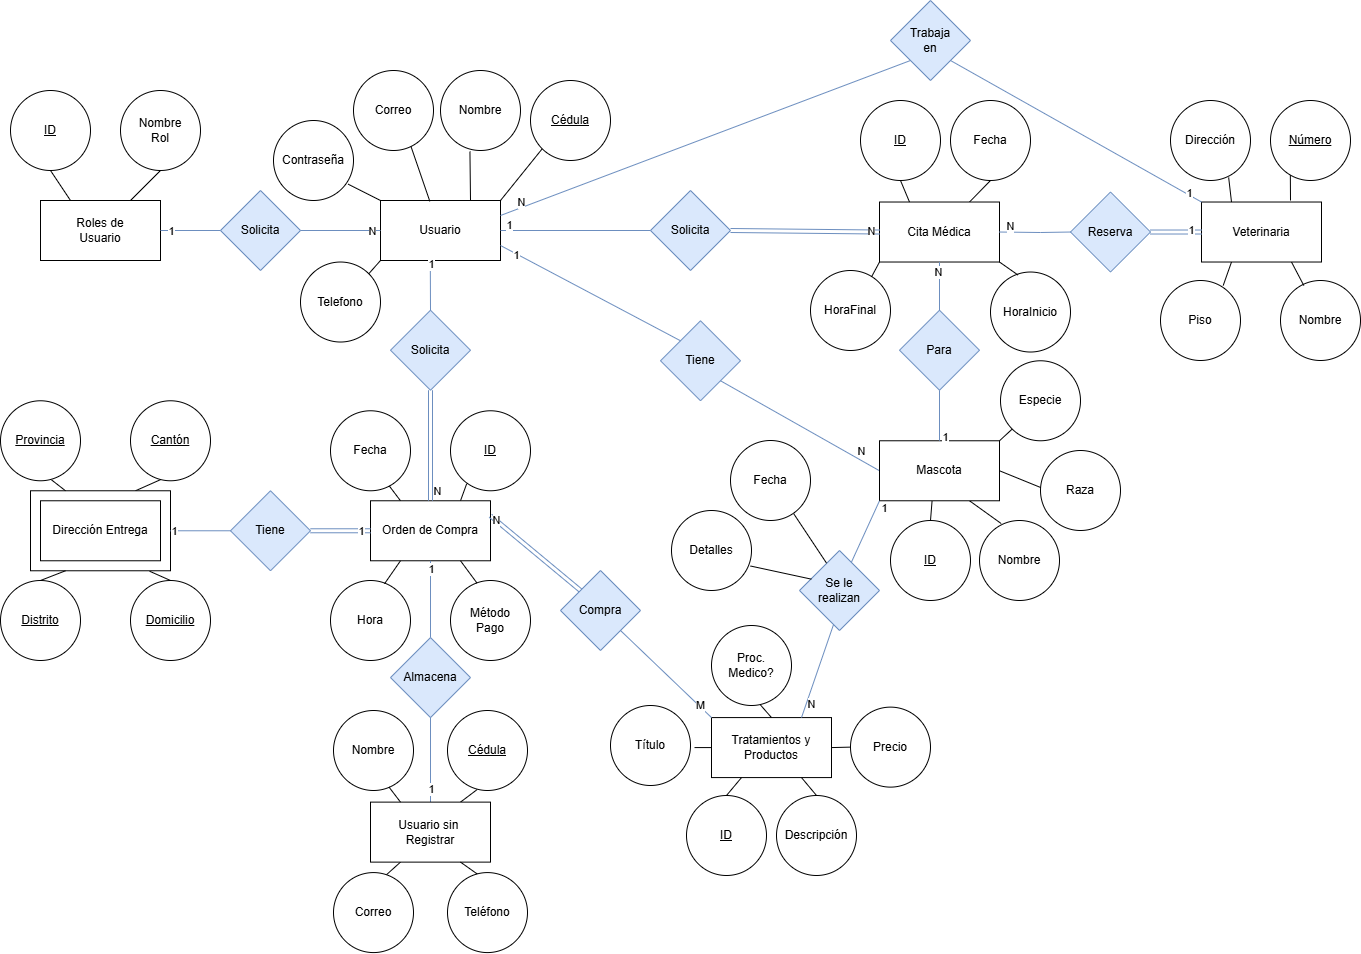 Trabaja
en
ID
Nombre
Rol
Correo
Nombre
Cédula
Contraseña
ID
Fecha
Dirección
Número
N
1
Roles de
Usuario
1
Solicita
N
Usuario
1
Solicita
N
Cita Médica
N
Reserva
1
Veterinaria
1
1
N
Telefono
HoraFinal
HoraInicio
Piso
Nombre
Solicita
Tiene
Para
Especie
Provincia
Cantón
Fecha
ID
N
1
Mascota
Raza
Fecha
N
N
1
Dirección Entrega
1
Tiene
1
Orden de Compra
Detalles
ID
Nombre
1
Se le
realizan
Distrito
Domicilio
Hora
Método
Pago
Compra
Almacena
Proc.
Medico?
M
N
Nombre
Cédula
Título
Tratamientos y
Productos
Precio
1
Usuario sin
Registrar
ID
Descripción
Correo
Teléfono